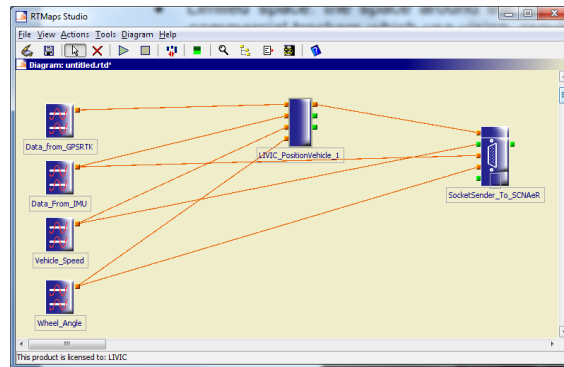 RTMaps Studio
File View Actions Tools Diagram Help
Diagram: untitled.rtd*
Data_from_GPSRTK
LIVIC_PositionVehicle_1
Data_From_IMU
SocketSender_To_SCNAeR
Vehicle_Speed
Wheel_Angle
This product is licensed to: LIVIC